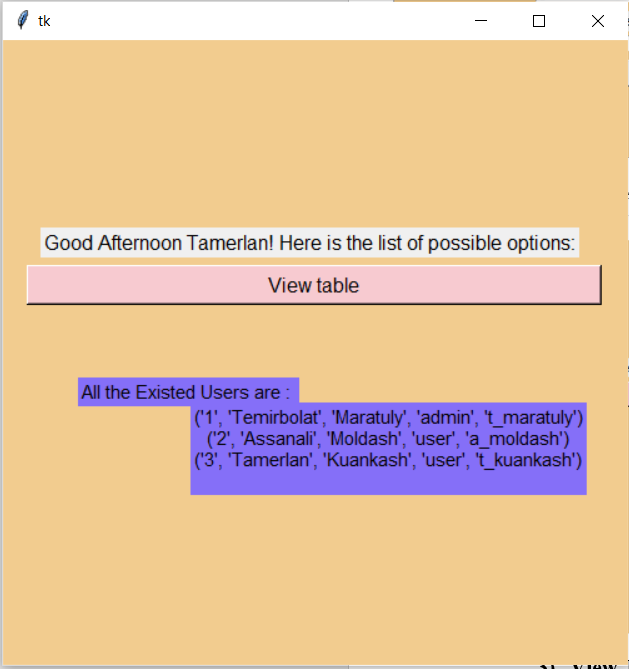 tk
Good Afternoon Tamerlan! Here is the list of possible options:
View table
All the Existed Users are :
('1', 'Temirbolat', 'Maratuly', 'admin', 't_maratuly')
('2', 'Assanali', 'Moldash', 'user', 'a_moldash')
('3', 'Tamerlan', 'Kuankash', 'user', 't_kuankash')